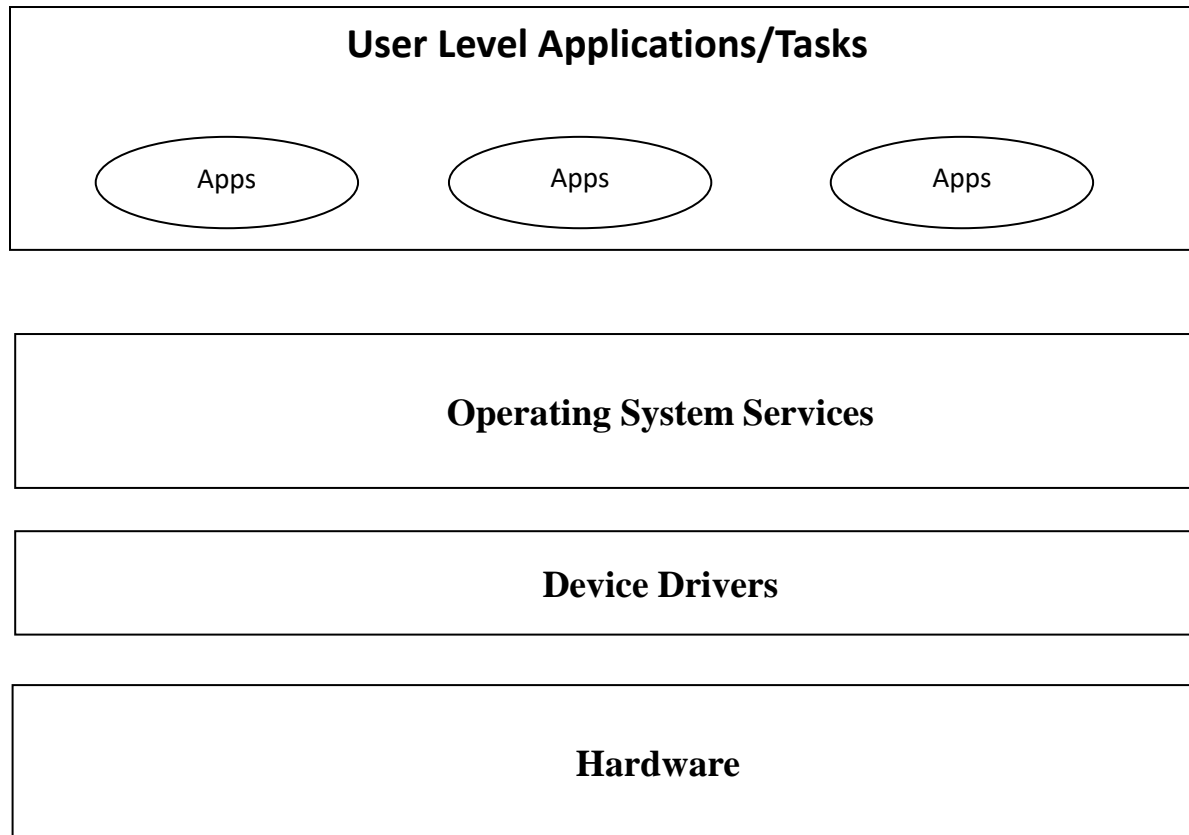 User Level Applications/Tasks
Apps Apps Apps
Operating System Services
Device Drivers
Hardware